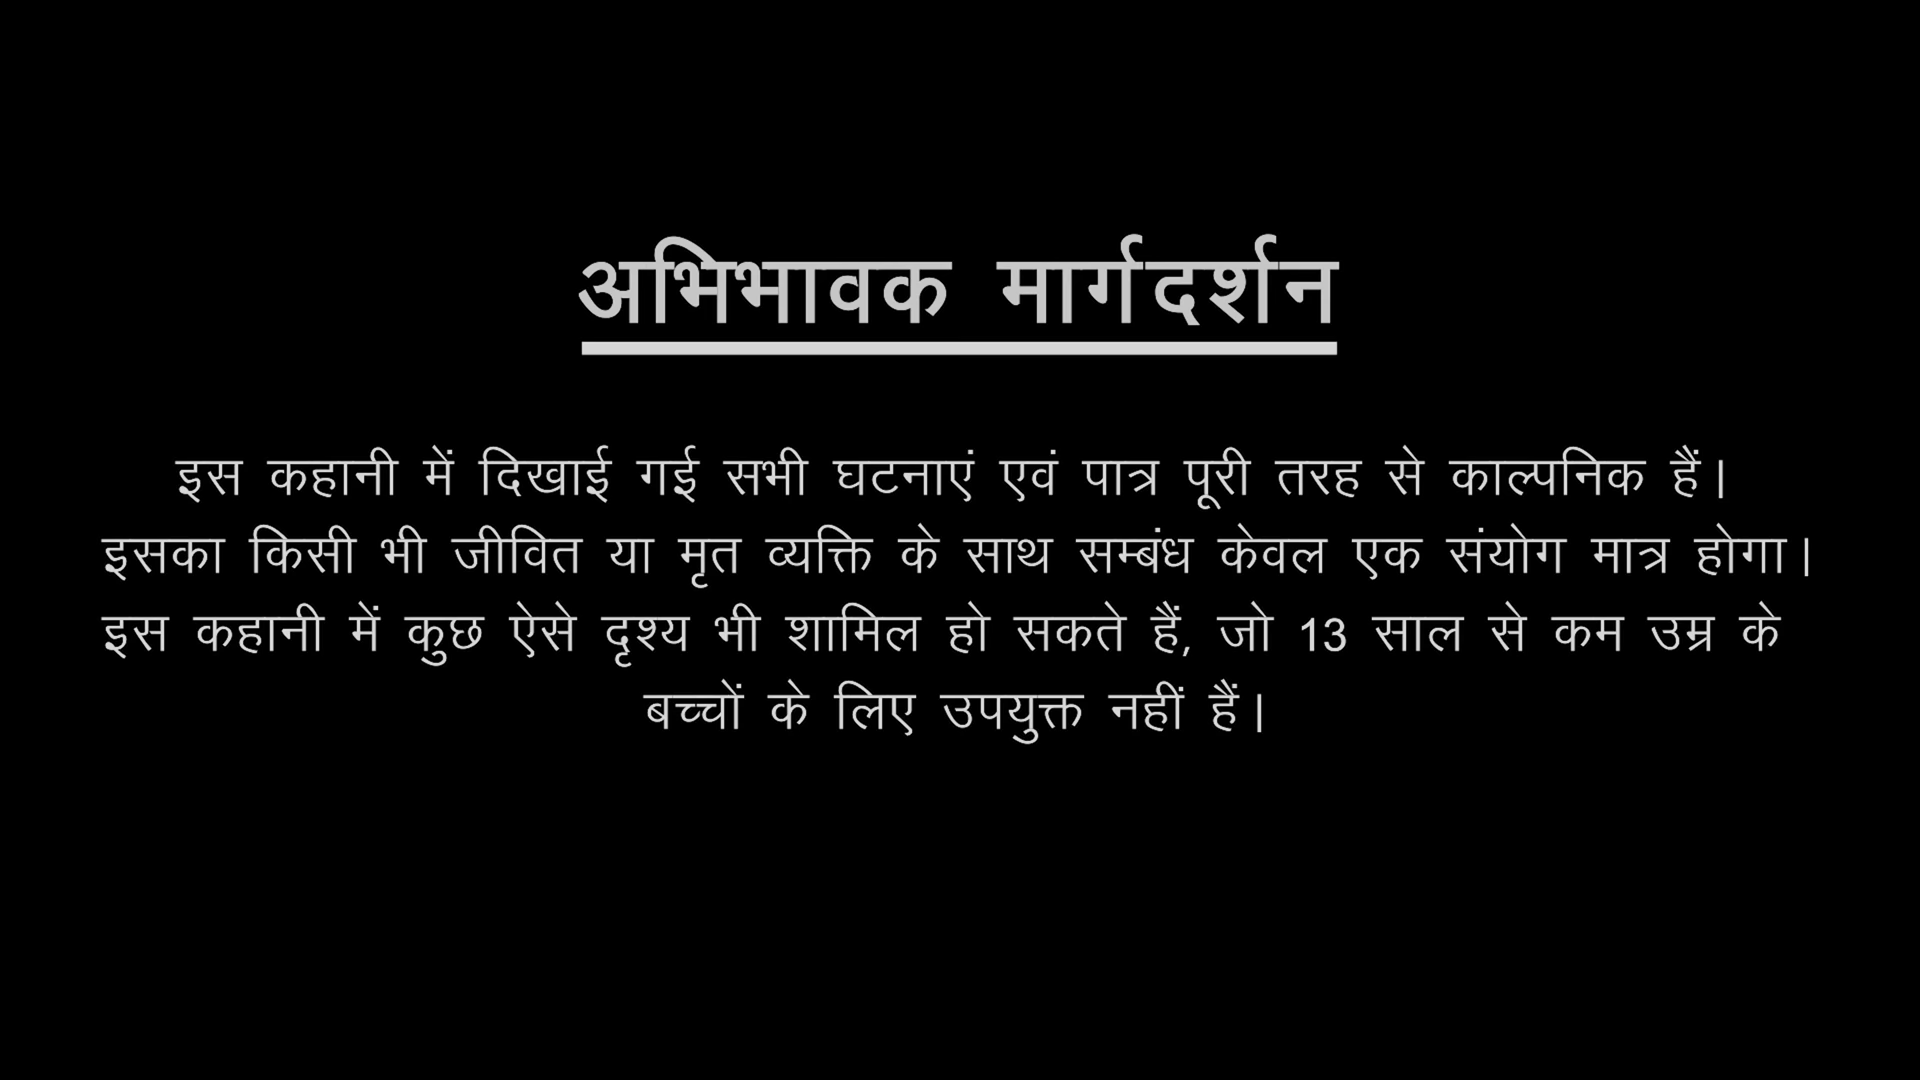 अभिभावक मार्गदर्शन
इस कहानी में दिखाई गई सभी घटनाएं एवं पात्र पूरी तरह से काल्पनिक हैं।
इसका किसी भी जीवित या मृत व्यक्ति के साथ सम्बंध केवल एक संयोग मात्र होगा।
इस कहानी में कुछ ऐसे दृश्य भी शामिल हो सकते हैं, जो 13 साल से कम उम्र के
बच्चों के लिए उपयुक्त नहीं हैं।